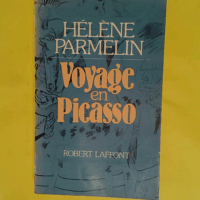 HÉLÈNE
PARMELIN
Voyage
en
Picasso
ROBERT LAFFONT